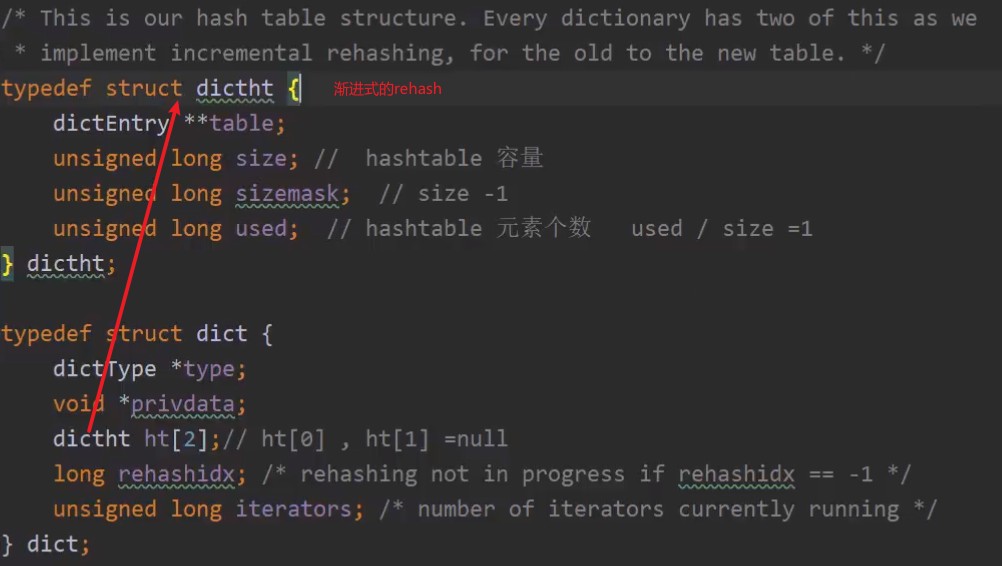 /* This is our hash table structure. Every dictionary has two of this as we
 * implement incremental rehashing, for the old to the new table. */
typedef struct dictht { 渐进式的rehash
    dictEntry **table;
    unsigned long size; //  hashtable 容量
    unsigned long sizemask;  // size -1
    unsigned long used;  // hashtable 元素个数   used / size =1
} dictht;
typedef struct dict {
    dictType *type;
    void *privdata;
    dictht ht[2];// ht[0] , ht[1] =null
    long rehashidx; /* rehashing not in progress if rehashidx == -1 */
    unsigned long iterators; /* number of iterators currently running */
} dict;